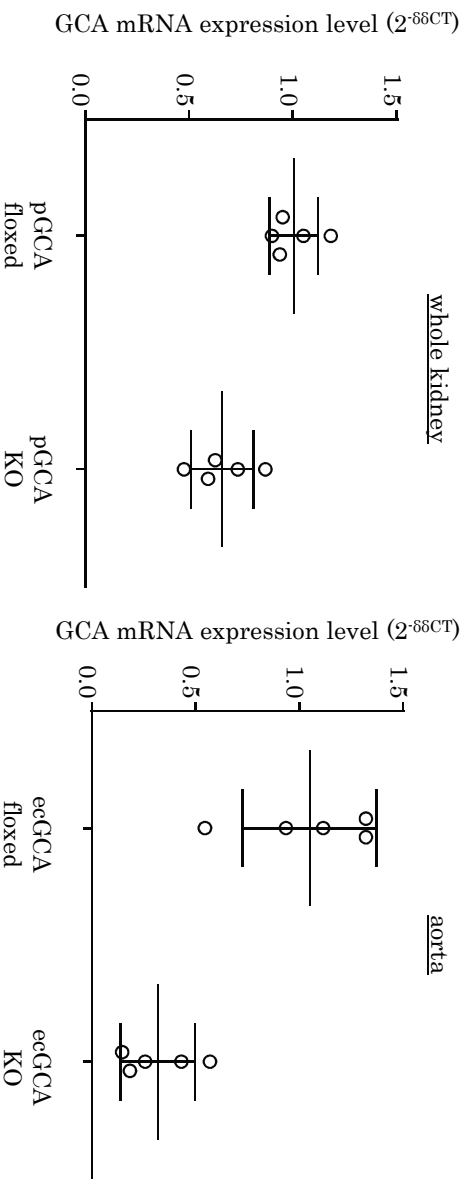 whole kidney
GCA mRNA expression level (2-δδCT)
1.5
1.0
0.5
0.0
pGCA
floxed
pGCA
KO
aorta
GCA mRNA expression level (2-δδCT)
1.5
1.0
0.5
0.0
ecGCA
floxed
ecGCA
KO